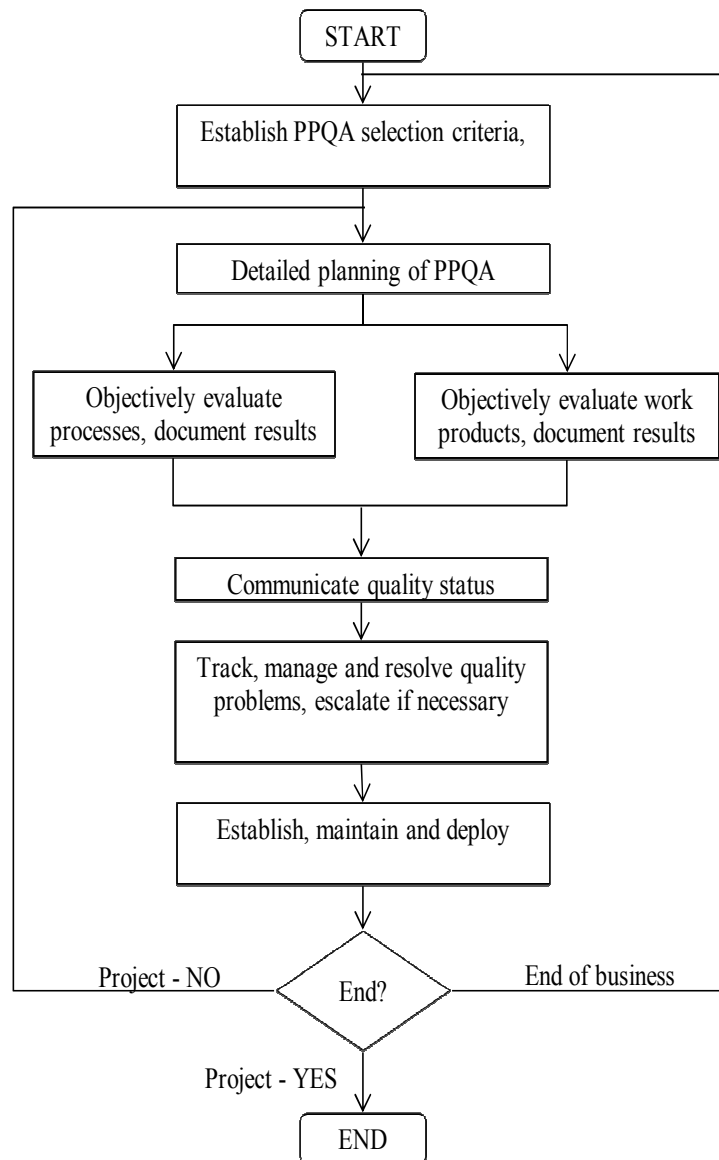 START
Establish PPQA selection criteria,
Detailed planning of PPQA
Objectively evaluate
processes, document results
Objectively evaluate work
products, document results
Communicate quality status
Track, manage and resolve quality
problems, escalate if necessary
Establish, maintain and deploy
Project - NO
End?
End of business
Project - YES
END